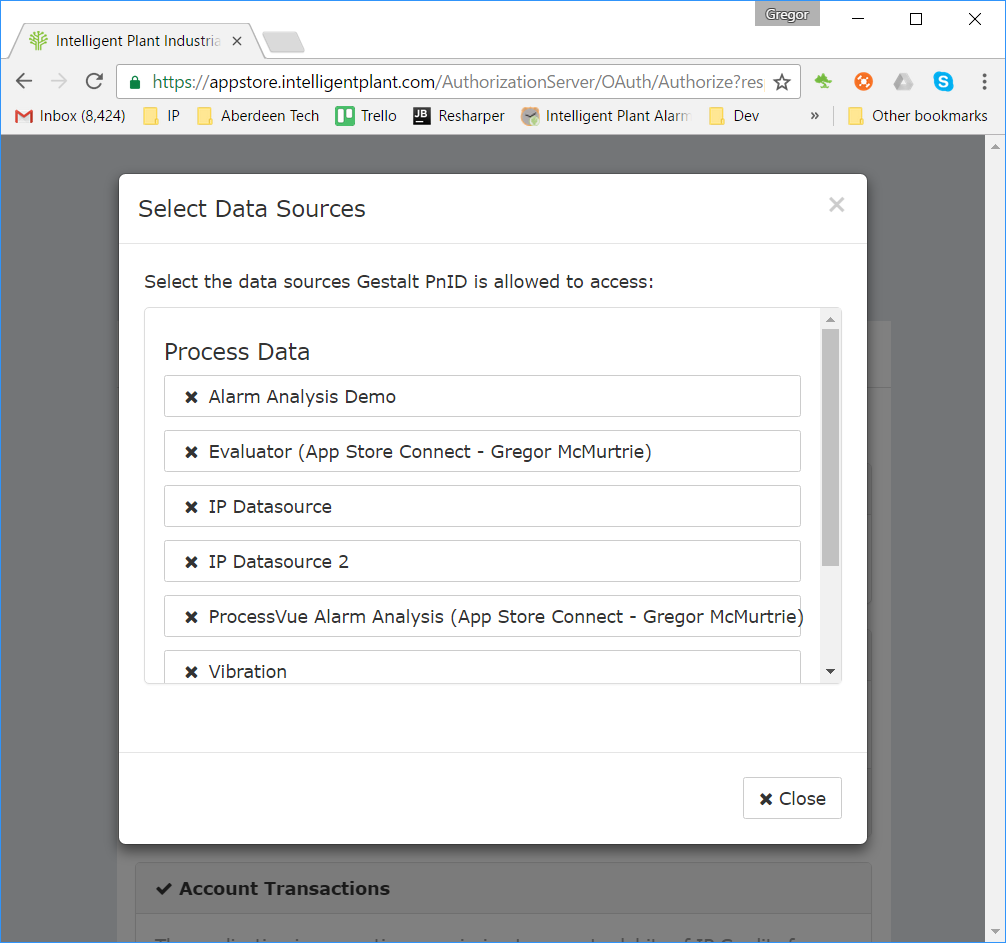 Gregor
Intelligent Plant Industria
https://appstore.intelligentplant.com/AuthorizationServer/OAuth/Authorize?res
Inbox (8,424) IP Aberdeen Tech Trello JB Resharper Intelligent Plant Alarm Dev » Other bookmarks
Select Data Sources
Select the data sources Gestalt PnID is allowed to access:
Process Data
Alarm Analysis Demo
Evaluator (App Store Connect - Gregor McMurtrie)
IP Datasource
IP Datasource 2
ProcessVue Alarm Analysis (App Store Connect - Gregor McMurtrie)
Vibration
Close
Account Transactions